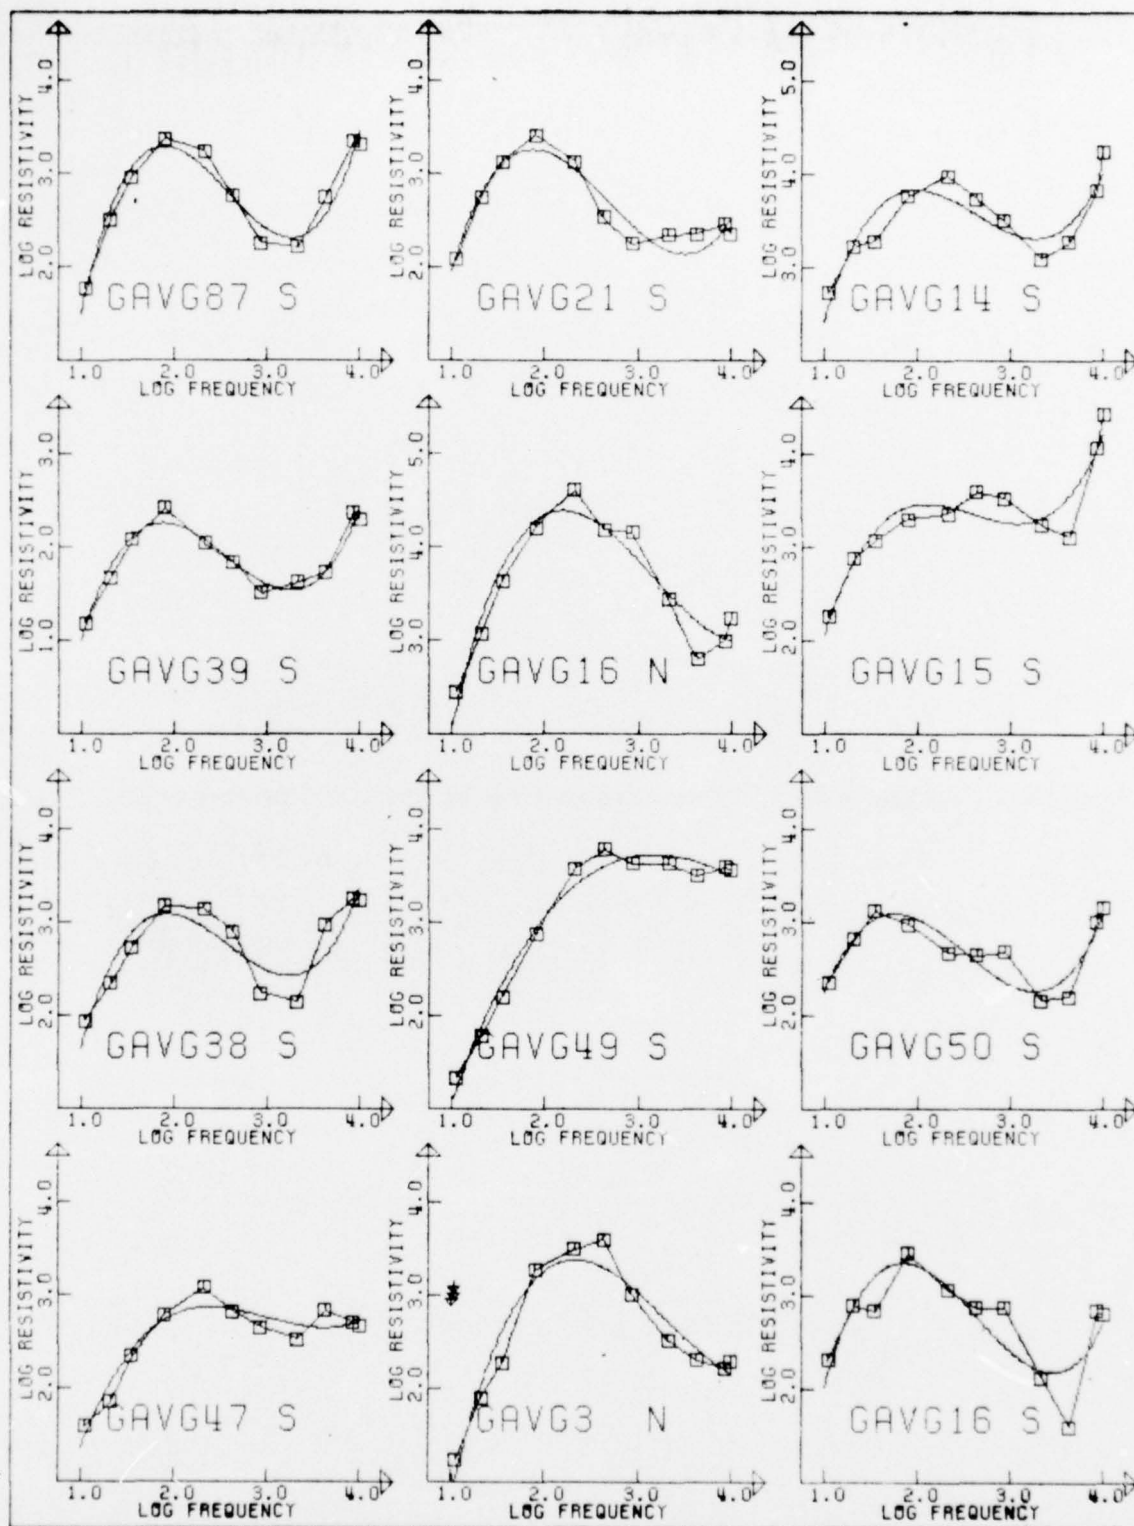 LOG RESISTIVITY
4.0
3.0
2.0
GAVG87 S
1.0 2.0 3.0 4.0
LOG FREQUENCY
LOG RESISTIVITY
4.0
3.0
2.0
GAVG21 S
1.0 2.0 3.0 4.0
LOG FREQUENCY
LOG RESISTIVITY
5.0
4.0
3.0
GAVG14 S
1.0 2.0 3.0 4.0
LOG FREQUENCY
LOG RESISTIVITY
3.0
2.0
1.0
GAVG39 S
1.0 2.0 3.0 4.0
LOG FREQUENCY
LOG RESISTIVITY
5.0
4.0
3.0
GAVG16 N
1.0 2.0 3.0 4.0
LOG FREQUENCY
LOG RESISTIVITY
4.0
3.0
2.0
GAVG15 S
1.0 2.0 3.0 4.0
LOG FREQUENCY
LOG RESISTIVITY
4.0
3.0
2.0
GAVG38 S
1.0 2.0 3.0 4.0
LOG FREQUENCY
LOG RESISTIVITY
4.0
3.0
2.0
GAVG49 S
1.0 2.0 3.0 4.0
LOG FREQUENCY
LOG RESISTIVITY
4.0
3.0
2.0
GAVG50 S
1.0 2.0 3.0 4.0
LOG FREQUENCY
LOG RESISTIVITY
4.0
3.0
2.0
GAVG47 S
1.0 2.0 3.0 4.0
LOG FREQUENCY
LOG RESISTIVITY
4.0
3.0
2.0
GAVG3 N
1.0 2.0 3.0 4.0
LOG FREQUENCY
LOG RESISTIVITY
4.0
3.0
2.0
GAVG16 S
1.0 2.0 3.0 4.0
LOG FREQUENCY